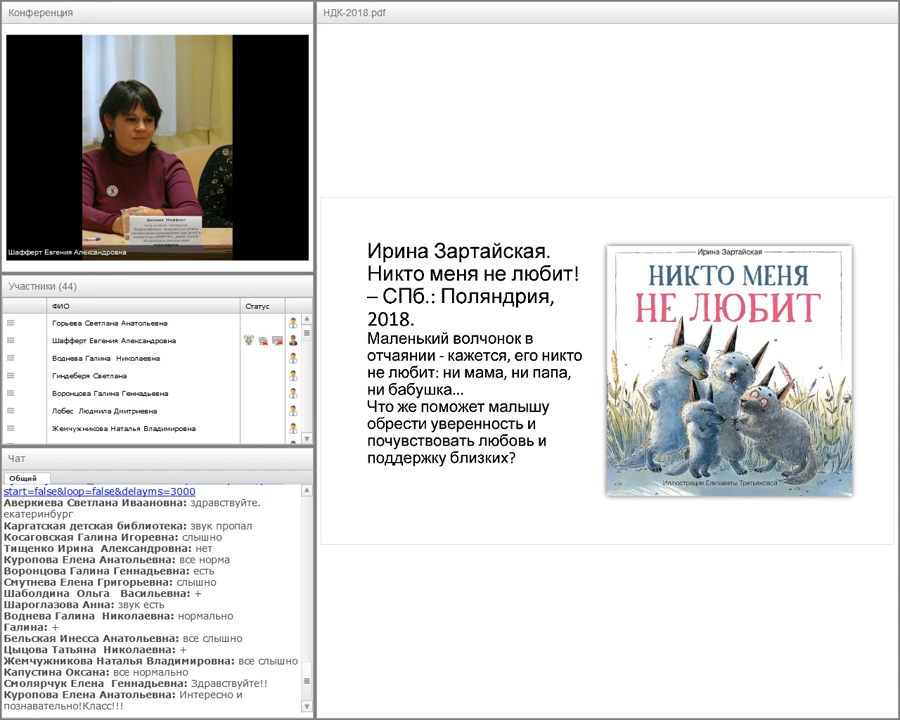 Конференция
Шафферт Евгения Александровна
Участники (44)
ФИО
Статус
Горьева Светлана Анатольевна
Шафферт Евгения Александровна
Воднева Галина Николаевна
Гиндеберя Светлана
Воронцова Галина Геннадьевна
Лобес Людмила Дмитриевна
Жемчужникова Наталья Владимировна
Чат
Общий
start=false&loop=false&delayms=3000
Аверкиева Светлана Ивановна: здравствуйте.
екатеринбург
Каргатская детская библиотека: звук пропал
Косаговская Галина Игоревна: слышно
Тищенко Ирина Александровна: нет
Куропова Елена Анатольевна: все норма
Воронцова Галина Геннадьевна: есть
Смутнева Елена Григорьевна: слышно
Шаболдина Ольга Васильевна: +
Шароглазова Анна: звук есть
Воднева Галина Николаевна: нормально
Галина: +
Бельская Инесса Анатольевна: все слышно
Цыцова Татьяна Николаевна: +
Жемчужникова Наталья Владимировна: все слышно
Капустина Оксана: все нормально
Смолярчук Елена Геннадьевна: Здравствуйте!!
Куропова Елена Анатольевна: Интересно и
познавательно!Класс!!!
НДК-2018.pdf
Ирина Зартайская.
Никто меня не любит!
– СПб.: Поляндрия,
2018.
Маленький волчонок в
отчаянии - кажется, его никто
не любит: ни мама, ни папа,
ни бабушка...
Что же поможет малышу
обрести уверенность и
почувствовать любовь и
поддержку близких?
Ирина Зартайская
НИКТО МЕНЯ
НЕ ЛЮБИТ
Иллюстрации Елизаветы Третьяковой